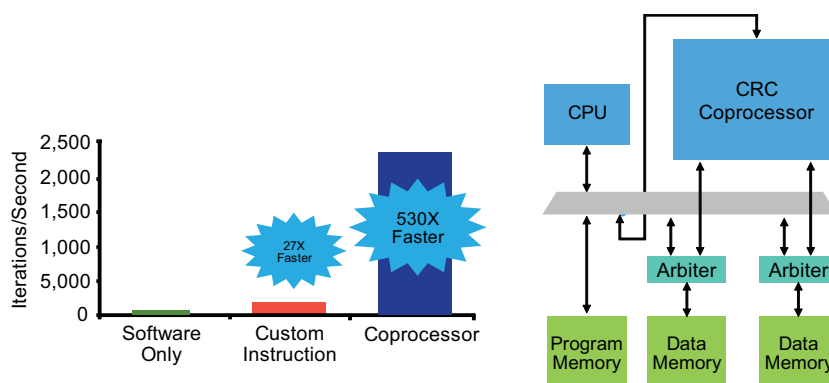 Iterations/Second
2,500
2,000
1,500
1,000
5,000
0
27X
Faster
530X
Faster
Software
Only
Custom
Instruction
Coprocessor
CPU
CRC
Coprocessor
Arbiter
Arbiter
Program
Memory
Data
Memory
Data
Memory